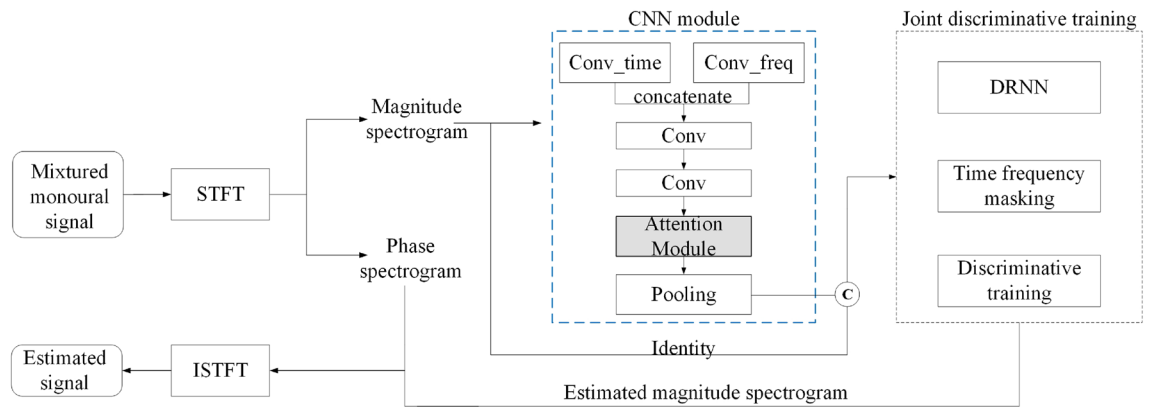 CNN module
Joint discriminative training
Conv_time
Conv_freq
concatenate
Conv
Conv
Attention
Module
Pooling
Magnitude
spectrogram
Mixtured
monoural
signal
STFT
Phase
spectrogram
C
DRNN
Time frequency
masking
Discriminative
training
Identity
Estimated magnitude spectrogram
ISTFT
Estimated
signal